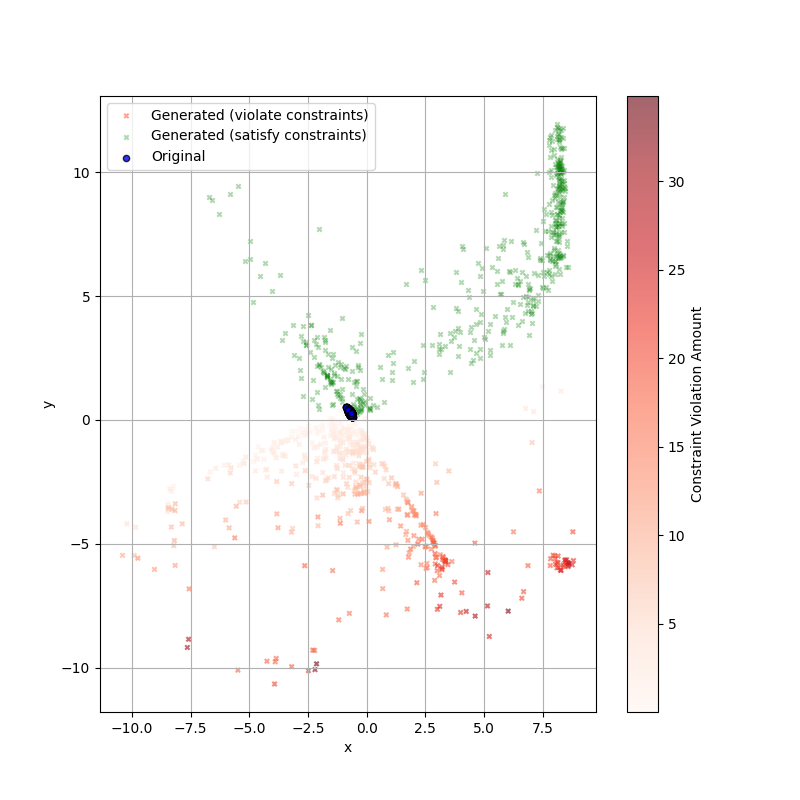 Generated (violate constraints)
Generated (satisfy constraints)
Original
10
5
0
−5
−10
y
−10.0 −7.5 −5.0 −2.5 0.0 2.5 5.0 7.5
x
30
25
20
15
10
5
Constraint Violation Amount